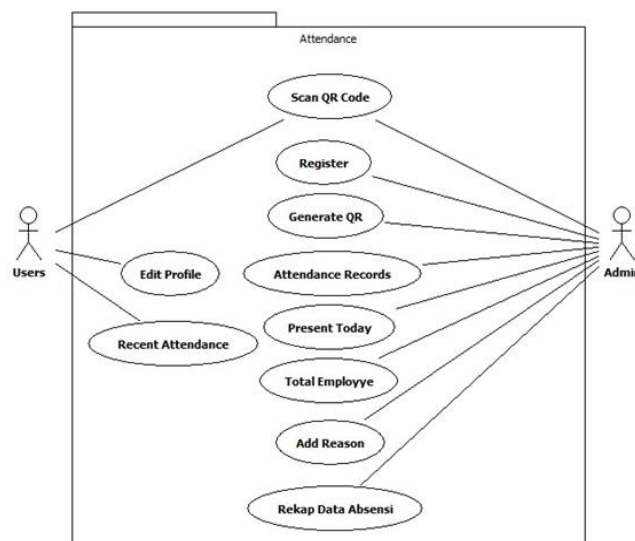 Attendance
Scan QR Code
Register
Generate QR
Users
Admin
Edit Profile
Attendance Records
Present Today
Recent Attendance
Total Employye
Add Reason
Rekap Data Absensi